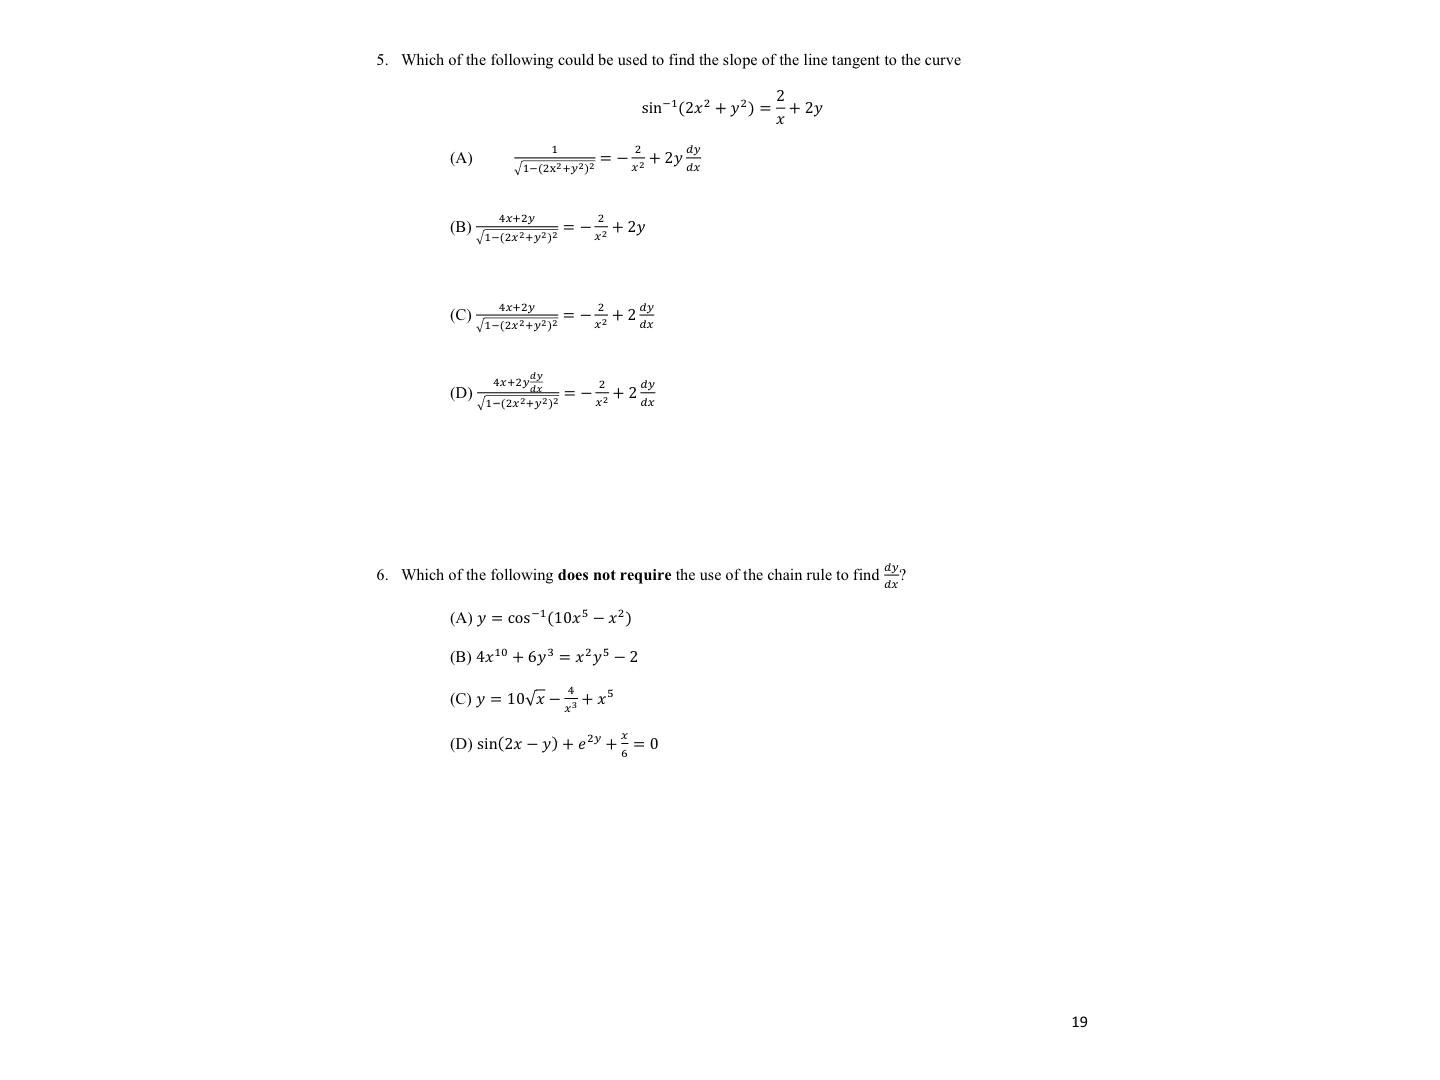 5. Which of the following could be used to find the slope of the line tangent to the curve
sin⁻¹(2x² + y²) = 2/x + 2y
(A) 1/√(1−(2x²+y²)²) = −2/x² + 2y dy/dx
(B) (4x+2y)/√(1−(2x²+y²)²) = −2/x² + 2y
(C) (4x+2y)/√(1−(2x²+y²)²) = −2/x² + 2 dy/dx
(D) (4x+2y dy/dx)/√(1−(2x²+y²)²) = −2/x² + 2 dy/dx
6. Which of the following does not require the use of the chain rule to find dy/dx?
(A) y = cos⁻¹(10x⁵ − x²)
(B) 4x¹⁰ + 6y³ = x²y⁵ − 2
(C) y = 10√x − 4/x³ + x⁵
(D) sin(2x − y) + e²ʸ + x/6 = 0
19